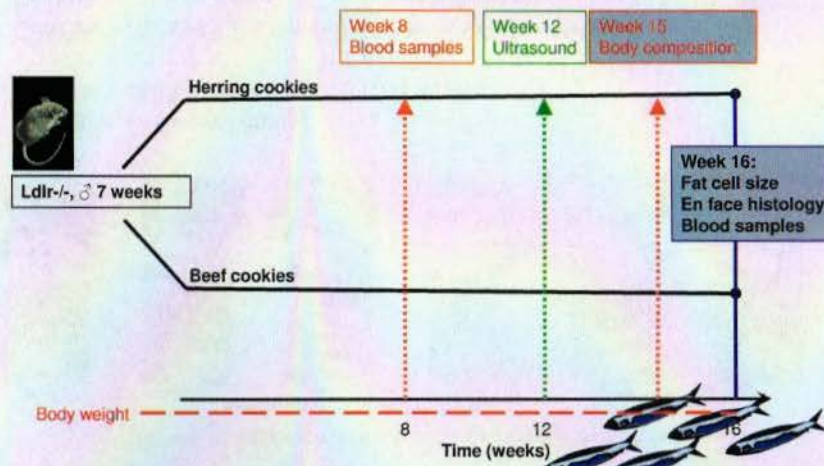 Week 8
Blood samples
Week 12
Ultrasound
Week 15
Body composition
Herring cookies
Ldlr-/-, ♂ 7 weeks
Week 16:
Fat cell size
En face histology
Blood samples
Beef cookies
Body weight
8
12
16
Time (weeks)